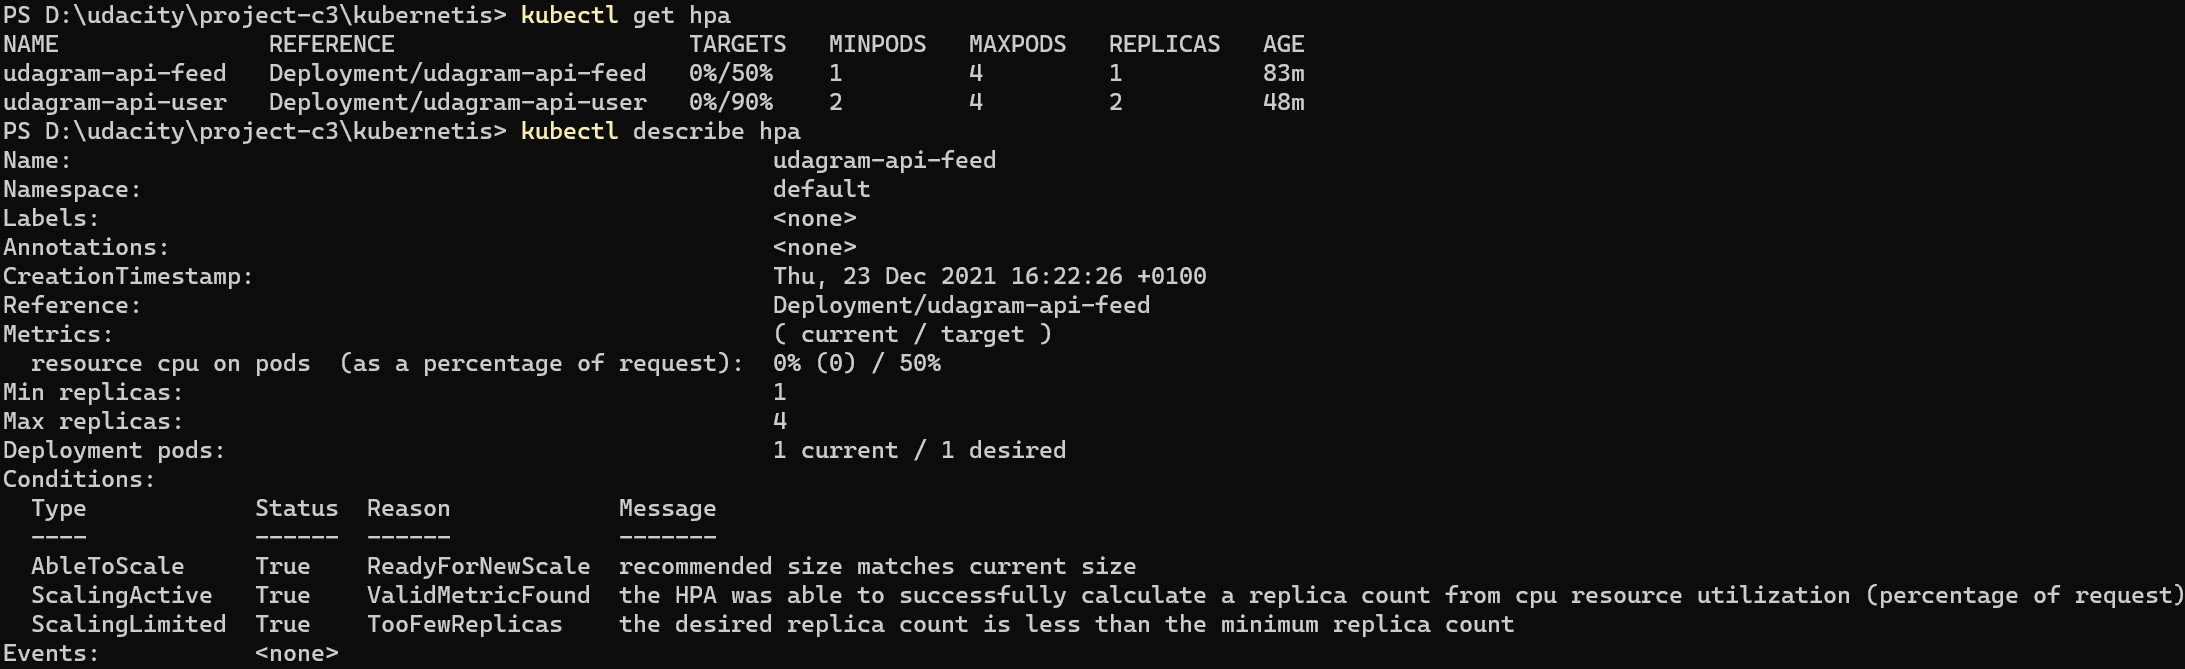 PS D:\udacity\project-c3\kubernetis> kubectl get hpa
NAME               REFERENCE                     TARGETS   MINPODS   MAXPODS   REPLICAS   AGE
udagram-api-feed   Deployment/udagram-api-feed   0%/50%    1         4         1          83m
udagram-api-user   Deployment/udagram-api-user   0%/90%    2         4         2          48m
PS D:\udacity\project-c3\kubernetis> kubectl describe hpa
Name:                                                  udagram-api-feed
Namespace:                                             default
Labels:                                                <none>
Annotations:                                           <none>
CreationTimestamp:                                     Thu, 23 Dec 2021 16:22:26 +0100
Reference:                                             Deployment/udagram-api-feed
Metrics:                                               ( current / target )
  resource cpu on pods  (as a percentage of request):  0% (0) / 50%
Min replicas:                                          1
Max replicas:                                          4
Deployment pods:                                       1 current / 1 desired
Conditions:
  Type            Status  Reason            Message
  ----            ------  ------            -------
  AbleToScale     True    ReadyForNewScale  recommended size matches current size
  ScalingActive   True    ValidMetricFound  the HPA was able to successfully calculate a replica count from cpu resource utilization (percentage of request)
  ScalingLimited  True    TooFewReplicas    the desired replica count is less than the minimum replica count
Events:           <none>